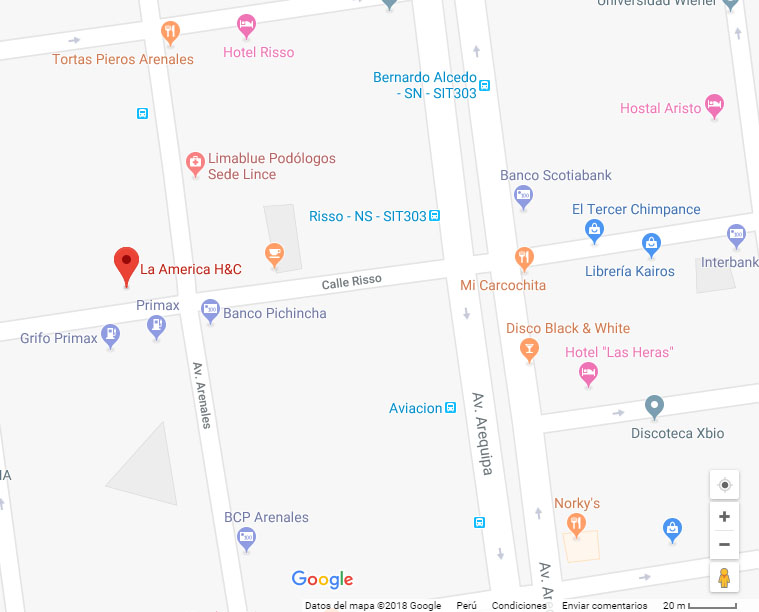 Universidad Wiener
Tortas Pieros Arenales
Hotel Risso
Bernardo Alcedo
- SN - SIT303
Hostal Aristo
Limablue Podólogos
Sede Lince
Banco Scotiabank
Risso - NS - SIT303
El Tercer Chimpance
La America H&C
Calle Risso
Mi Carcochita
Librería Kairos
Interbank
Primax
Banco Pichincha
Grifo Primax
Disco Black & White
Hotel "Las Heras"
Av. Arenales
Aviacion
Av. Arequipa
Discoteca Xbio
BCP Arenales
Norky's
Google
Datos del mapa ©2018 Google Perú Condiciones Enviar comentarios 20 m